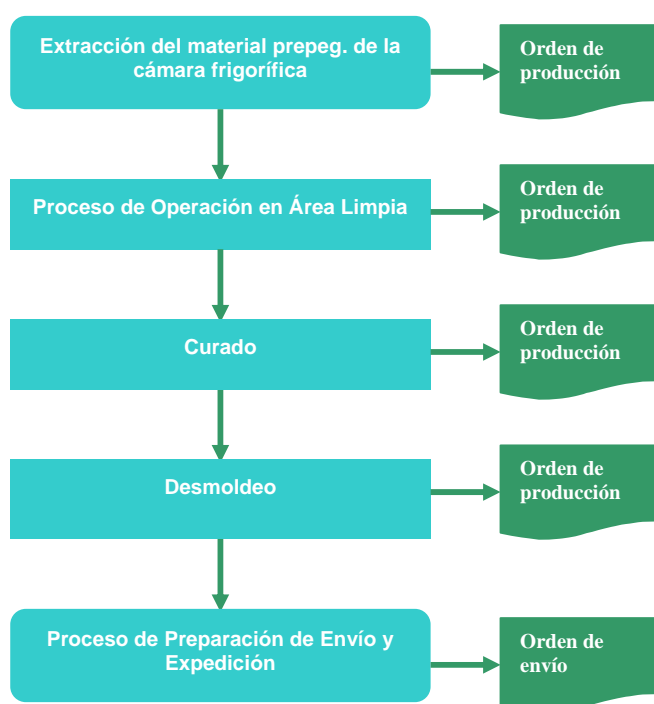 Extracción del material prepeg. de la
cámara frigorífica
Orden de
producción
Proceso de Operación en Área Limpia
Orden de
producción
Curado
Orden de
producción
Desmoldeo
Orden de
producción
Proceso de Preparación de Envío y
Expedición
Orden de
envío